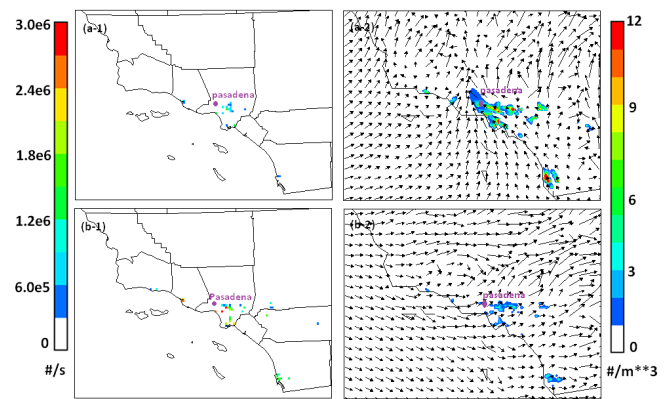 3.0e6
2.4e6
1.8e6
1.2e6
6.0e5
0
#/s
(a-1)
pasadena
(a-2)
pasadena
(b-1)
Pasadena
(b-2)
pasadena
12
9
6
3
0
#/m**3